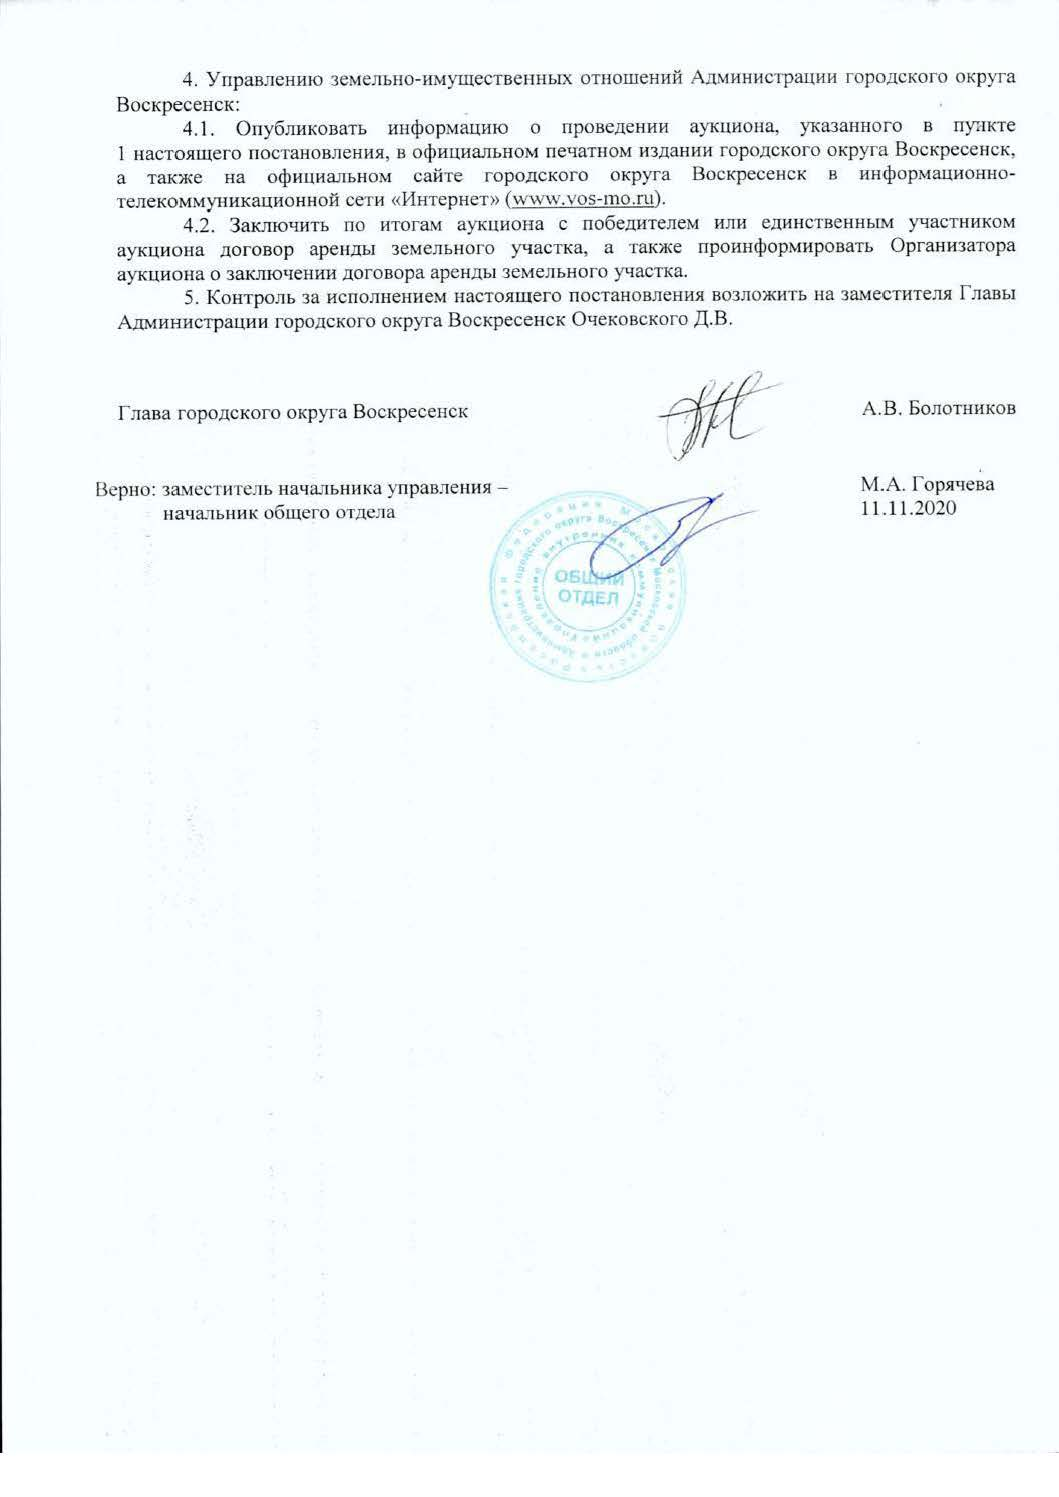 4. Управлению земельно-имущественных отношений Администрации городского округа
Воскресенск:
4.1. Опубликовать информацию о проведении аукциона, указанного в пункте
1 настоящего постановления, в официальном печатном издании городского округа Воскресенск,
а также на официальном сайте городского округа Воскресенск в информационно-
телекоммуникационной сети «Интернет» (www.vos-mo.ru).
4.2. Заключить по итогам аукциона с победителем или единственным участником
аукциона договор аренды земельного участка, а также проинформировать Организатора
аукциона о заключении договора аренды земельного участка.
5. Контроль за исполнением настоящего постановления возложить на заместителя Главы
Администрации городского округа Воскресенск Очековского Д.В.
Глава городского округа Воскресенск
А.В. Болотников
Верно: заместитель начальника управления –
начальник общего отдела
М.А. Горячева
11.11.2020
ОБЩИЙ
ОТДЕЛ